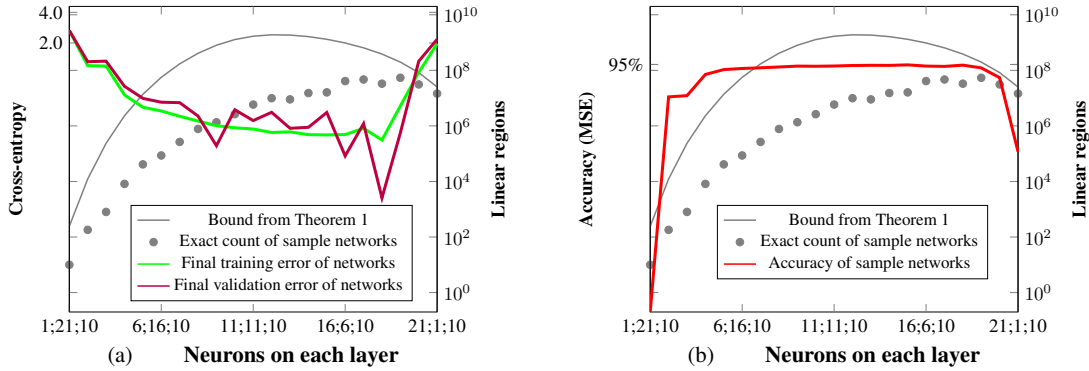 4.0
2.0
Cross-entropy
10^10
10^8
10^6
10^4
10^2
10^0
Linear regions
Bound from Theorem 1
Exact count of sample networks
Final training error of networks
Final validation error of networks
1;21;10 6;16;10 11;11;10 16;6;10 21;1;10
(a) Neurons on each layer
95%
Accuracy (MSE)
10^10
10^8
10^6
10^4
10^2
10^0
Linear regions
Bound from Theorem 1
Exact count of sample networks
Accuracy of sample networks
1;21;10 6;16;10 11;11;10 16;6;10 21;1;10
(b) Neurons on each layer